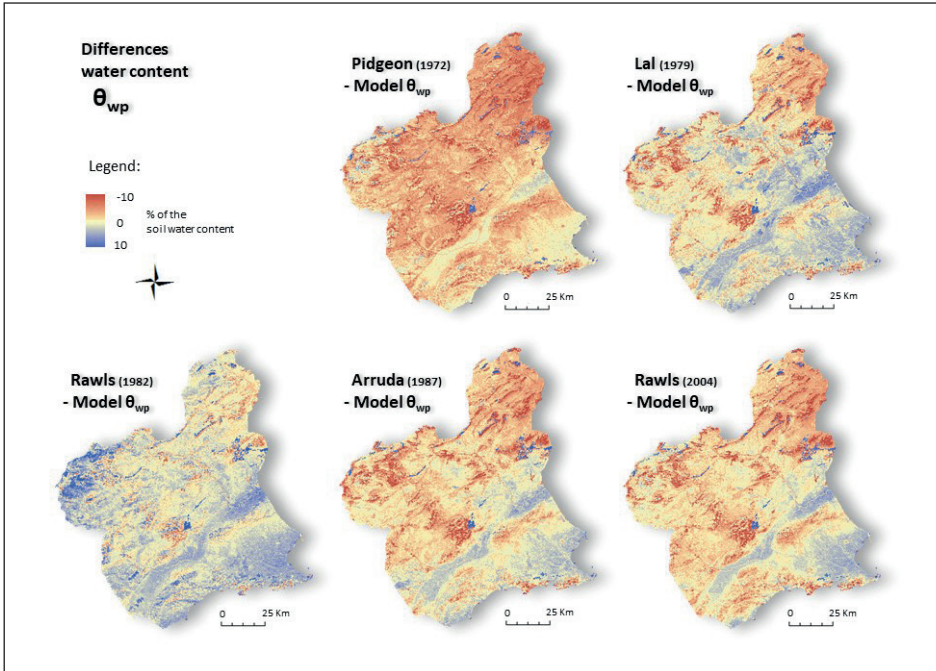 Differences
water content
θwp
Legend:
-10
0
10
% of the
soil water content
Pidgeon (1972)
- Model θwp
0 25 Km
Lal (1979)
- Model θwp
0 25 Km
Rawls (1982)
- Model θwp
0 25 Km
Arruda (1987)
- Model θwp
0 25 Km
Rawls (2004)
- Model θwp
0 25 Km